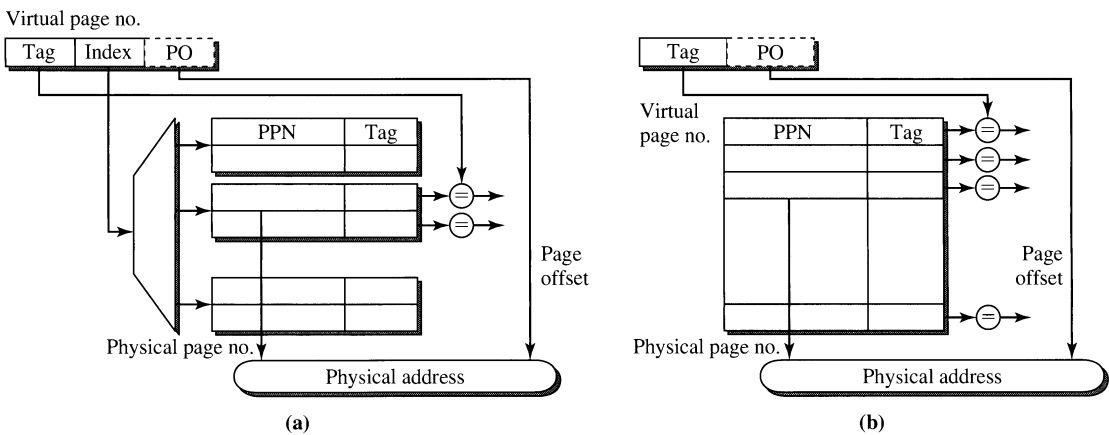 Virtual page no.
Tag Index PO
PPN Tag
=
=
Page
offset
Physical page no.
Physical address
(a)
Tag PO
Virtual
page no.
PPN Tag
=
=
=
Page
offset
=
Physical page no.
Physical address
(b)